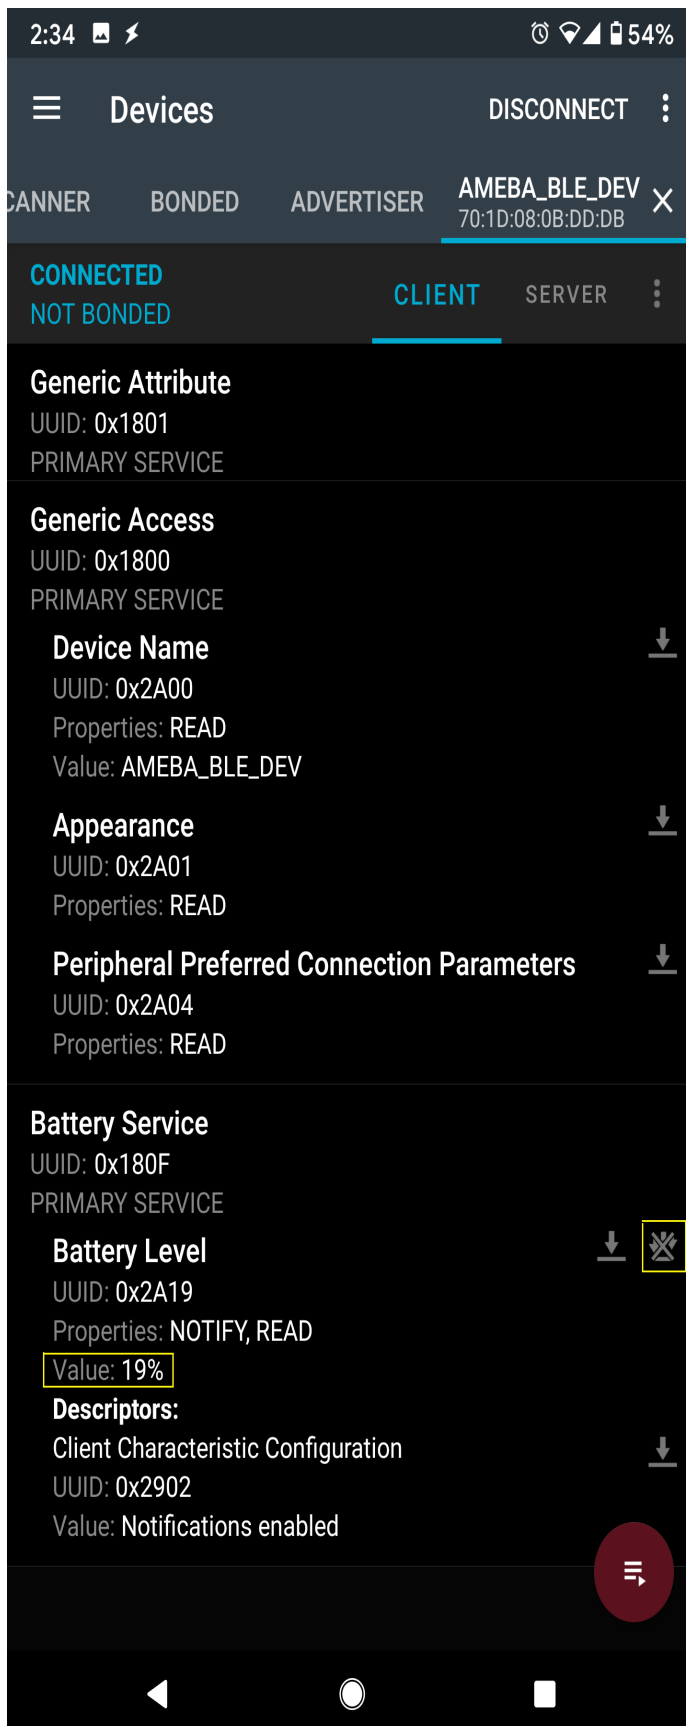 2:34 54%
Devices DISCONNECT
CANNER BONDED ADVERTISER AMEBA_BLE_DEV
70:1D:08:0B:DD:DB
CONNECTED
NOT BONDED
CLIENT SERVER
Generic Attribute
UUID: 0x1801
PRIMARY SERVICE
Generic Access
UUID: 0x1800
PRIMARY SERVICE
Device Name
UUID: 0x2A00
Properties: READ
Value: AMEBA_BLE_DEV
Appearance
UUID: 0x2A01
Properties: READ
Peripheral Preferred Connection Parameters
UUID: 0x2A04
Properties: READ
Battery Service
UUID: 0x180F
PRIMARY SERVICE
Battery Level
UUID: 0x2A19
Properties: NOTIFY, READ
Value: 19%
Descriptors:
Client Characteristic Configuration
UUID: 0x2902
Value: Notifications enabled